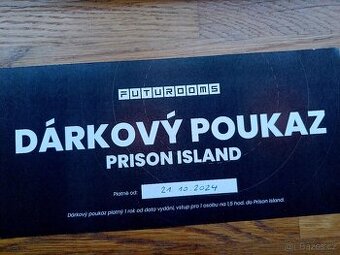 FUTUROOMS
DÁRKOVÝ POUKAZ
PRISON ISLAND
Platné od: 21 10. 2024
Dárkový poukaz platný 1 rok od data vydání, vstup pro 1 osobu na 1,5 hod. do Prison Island.